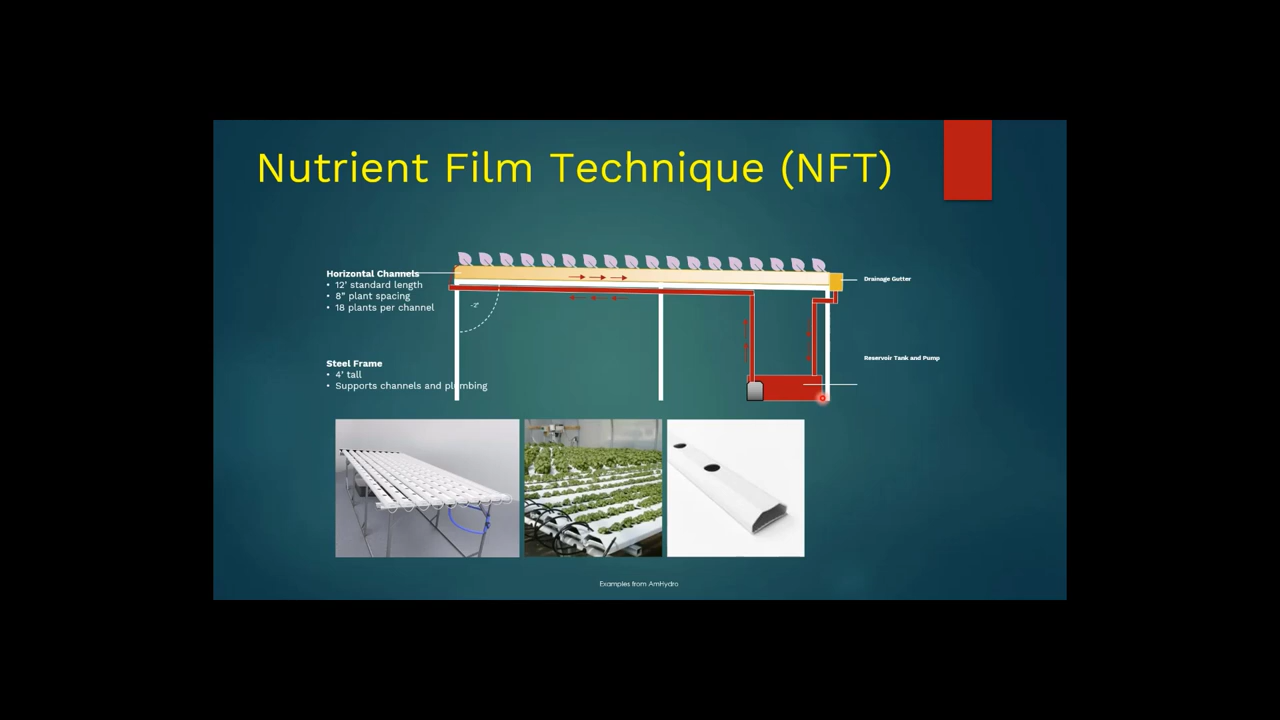 Nutrient Film Technique (NFT)
Horizontal Channels
• 12' standard length
• 8" plant spacing
• 18 plants per channel
~2°
Drainage Gutter
Reservoir Tank and Pump
Steel Frame
• 4' tall
• Supports channels and plumbing
Examples from AmHydro